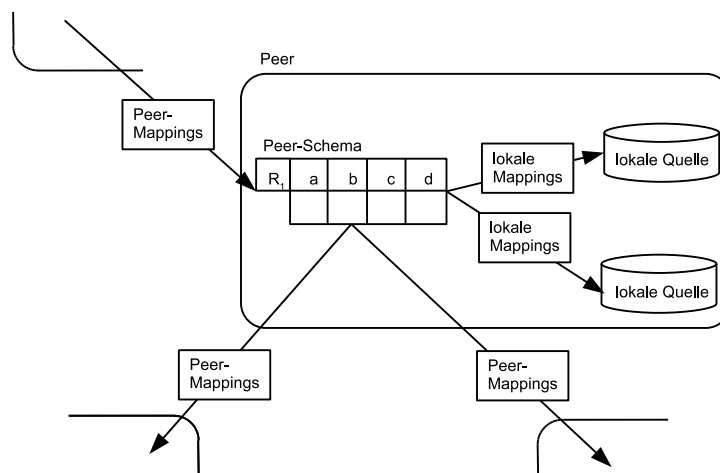 Peer
Peer-
Mappings
Peer-Schema
R1 a b c d
lokale
Mappings
lokale Quelle
lokale
Mappings
lokale Quelle
Peer-
Mappings
Peer-
Mappings